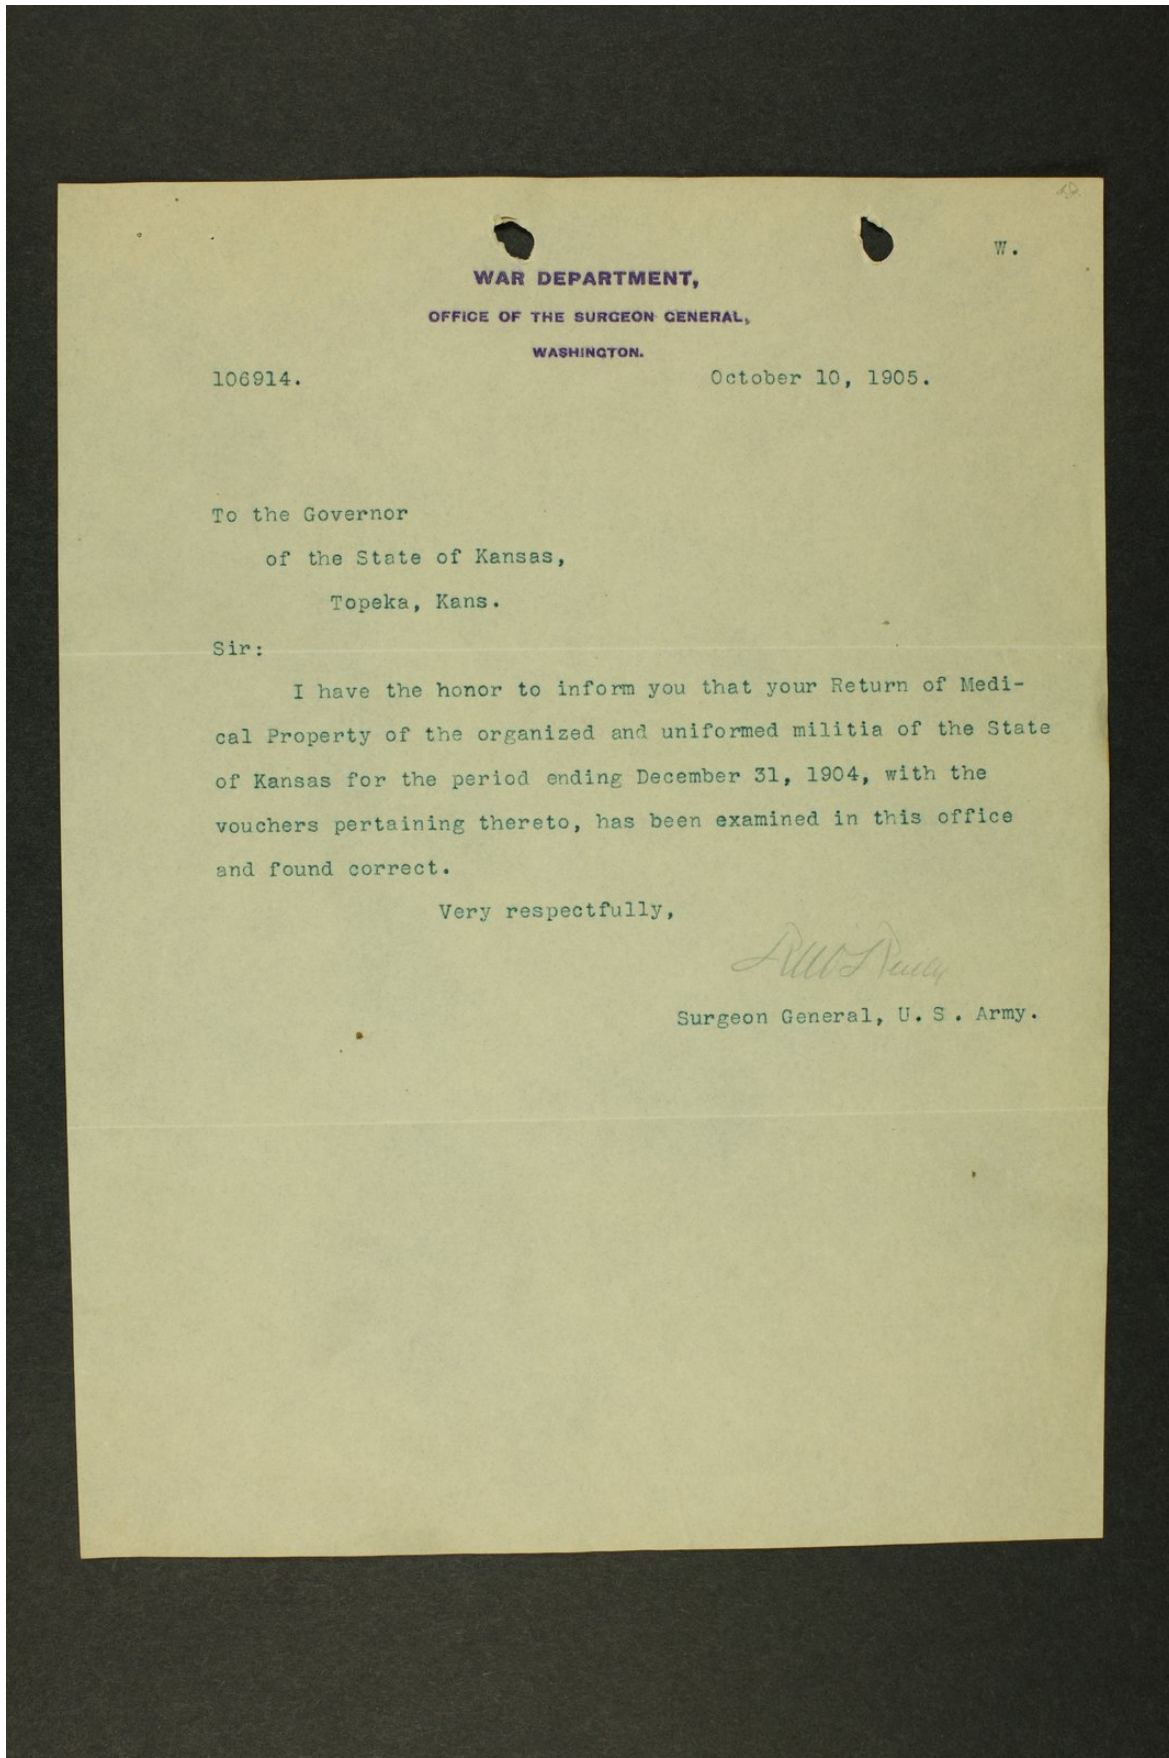 W.
WAR DEPARTMENT,
OFFICE OF THE SURGEON GENERAL,
WASHINGTON.
106914. October 10, 1905.
To the Governor
of the State of Kansas,
Topeka, Kans.
Sir:
I have the honor to inform you that your Return of Medi-
cal Property of the organized and uniformed militia of the State
of Kansas for the period ending December 31, 1904, with the
vouchers pertaining thereto, has been examined in this office
and found correct.
Very respectfully,
Surgeon General, U. S. Army.